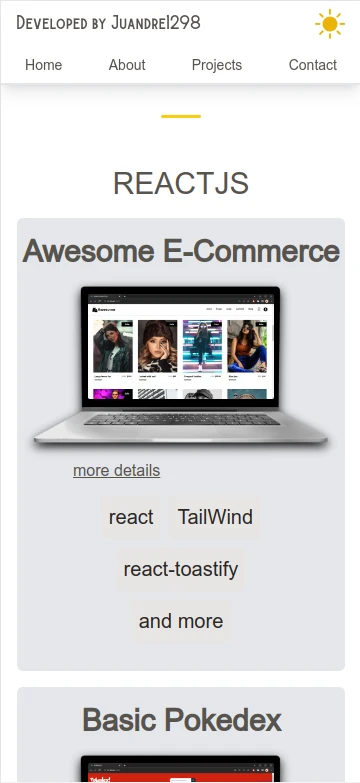 Developed by Juandre1298
Home About Projects Contact
REACTJS
Awesome E-Commerce
more details
react TailWind
react-toastify
and more
Basic Pokedex